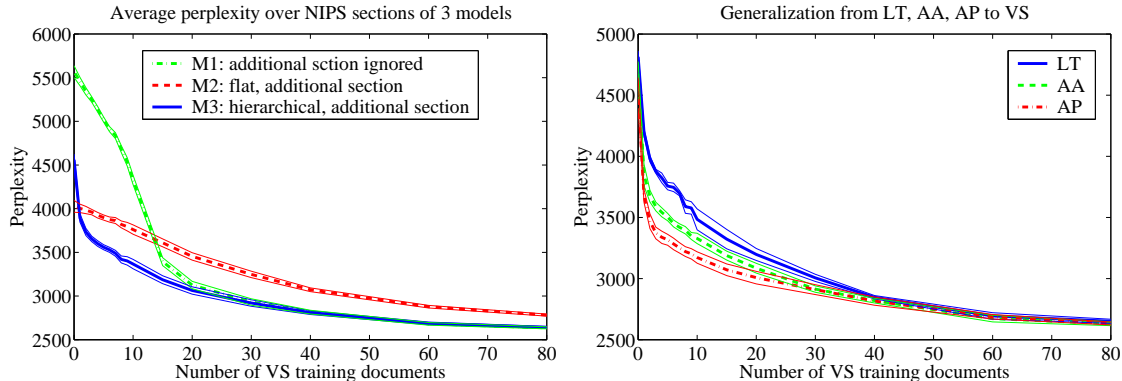 Average perplexity over NIPS sections of 3 models
6000
5500
5000
4500
4000
3500
3000
2500
Perplexity
M1: additional sction ignored
M2: flat, additional section
M3: hierarchical, additional section
0 10 20 30 40 50 60 70 80
Number of VS training documents
Generalization from LT, AA, AP to VS
5000
4500
4000
3500
3000
2500
Perplexity
LT
AA
AP
0 10 20 30 40 50 60 70 80
Number of VS training documents